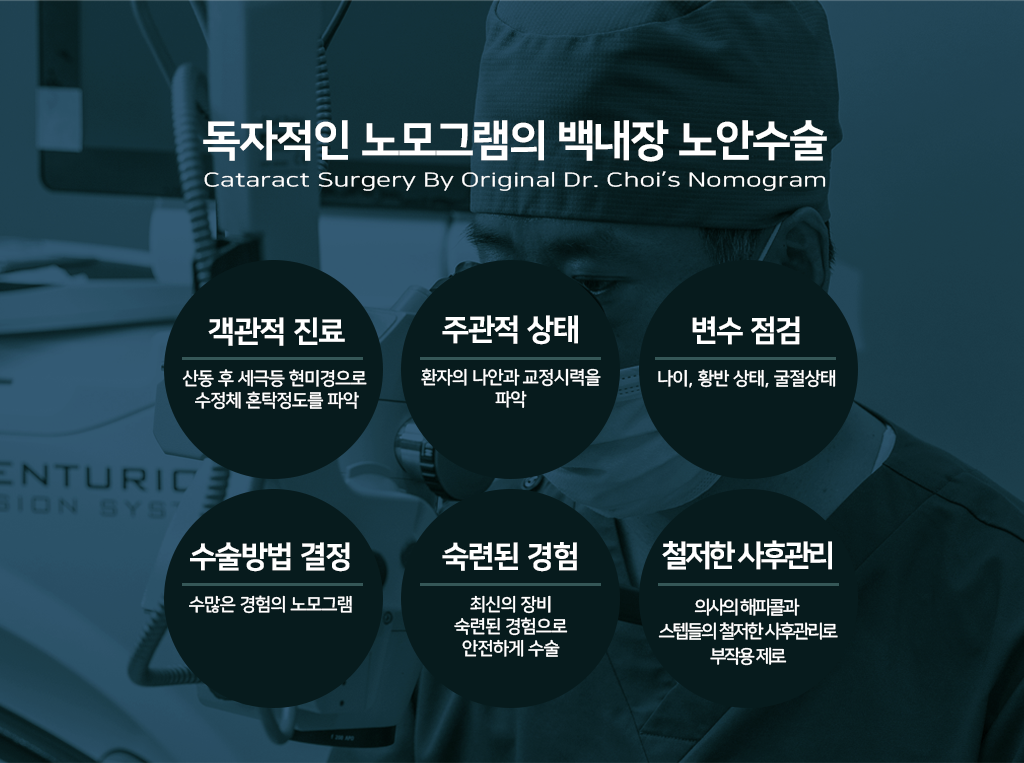 독자적인 노모그램의 백내장 노안수술
Cataract Surgery By Original Dr. Choi's Nomogram
객관적 진료
산동 후 세극등 현미경으로
수정체 혼탁정도를 파악
주관적 상태
환자의 나안과 교정시력을
파악
변수 점검
나이, 황반 상태, 굴절상태
ENTURIO
SION SYST
수술방법 결정
수많은 경험의 노모그램
숙련된 경험
최신의 장비
숙련된 경험으로
안전하게 수술
철저한 사후관리
의사의 해피콜과
스텝들의 철저한 사후관리로
부작용 제로